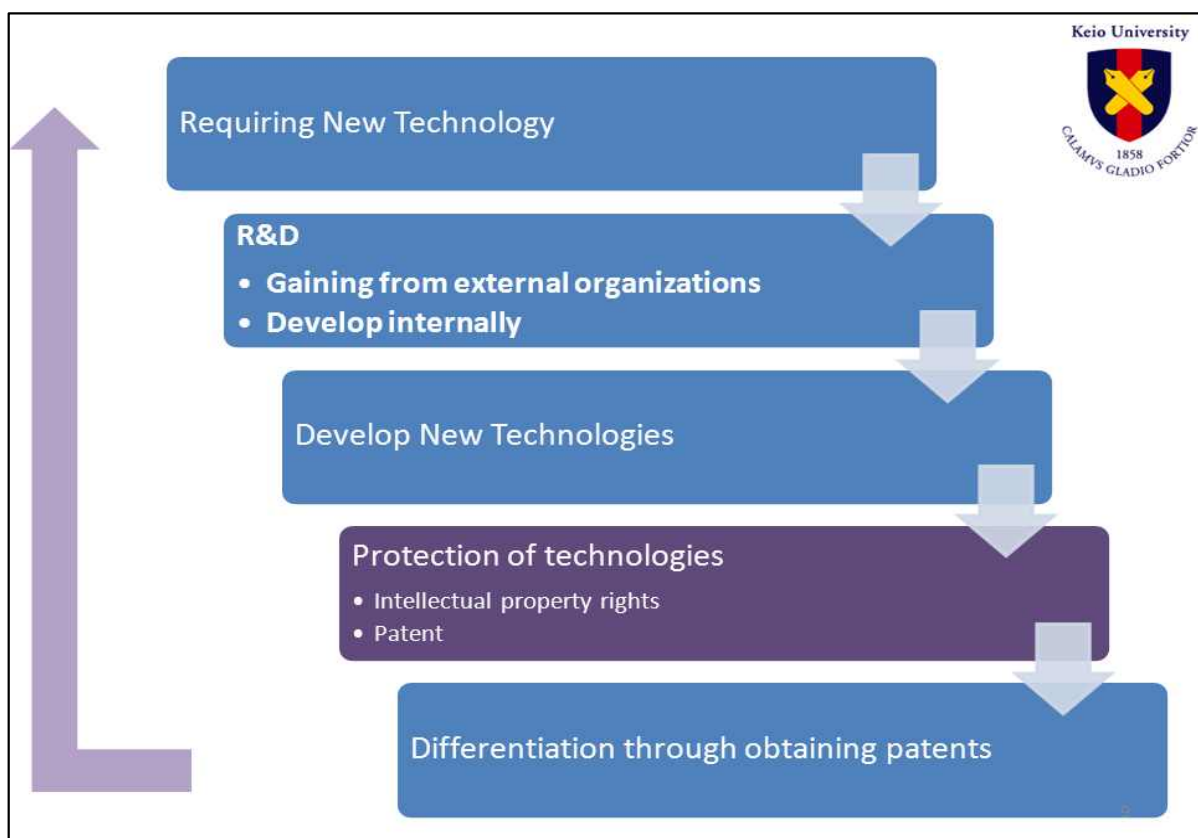 Keio University
1858
CALAMVS GLADIO FORTIOR
Requiring New Technology
R&D
• Gaining from external organizations
• Develop internally
Develop New Technologies
Protection of technologies
• Intellectual property rights
• Patent
Differentiation through obtaining patents
9